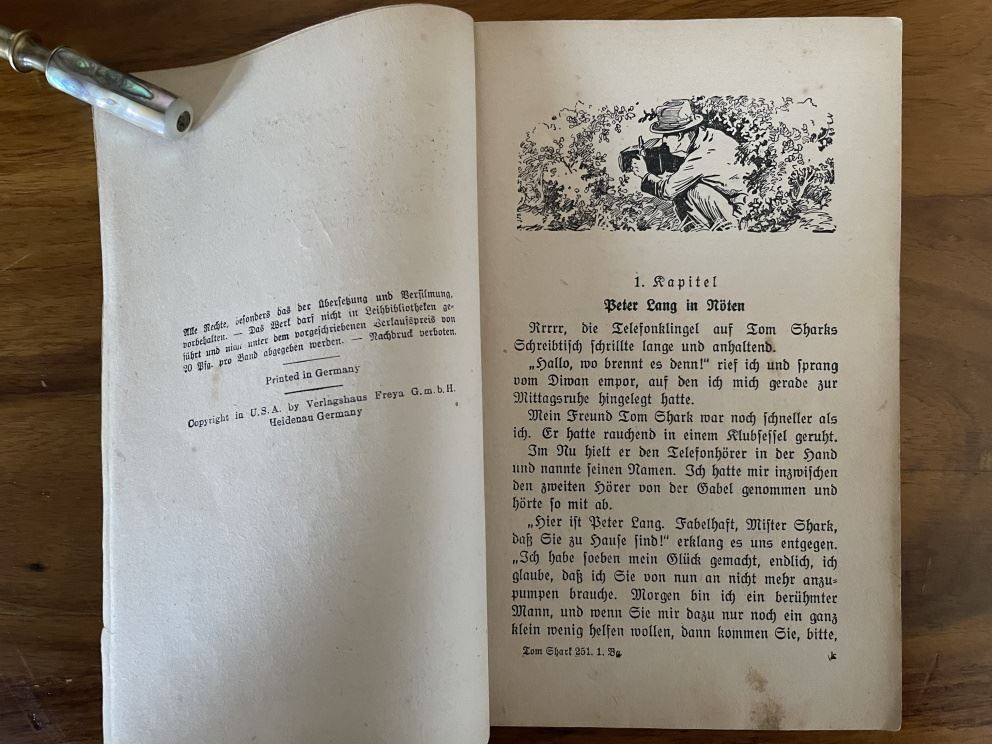 Alle Rechte, besonders das der Übersetzung und Verfilmung,
vorbehalten. — Das Werk darf nicht in Leihbibliotheken ge-
führt und nicht unter dem vorgeschriebenen Verkaufspreis von
20 Pfg. pro Band abgegeben werden. — Nachdruck verboten.
Printed in Germany
Copyright in U.S.A. by Verlagshaus Freya G.m.b.H.
Heidenau Germany
1. Kapitel
Peter Lang in Nöten
Rrrrr, die Telefonklingel auf Tom Sharks
Schreibtisch schrillte lange und anhaltend.
„Hallo, wo brennt es denn!“ rief ich und sprang
vom Diwan empor, auf den ich mich gerade zur
Mittagsruhe hingelegt hatte.
Mein Freund Tom Shark war noch schneller als
ich. Er hatte rauchend in einem Klubsessel geruht.
Im Nu hielt er den Telefonhörer in der Hand
und nannte seinen Namen. Ich hatte mir inzwischen
den zweiten Hörer von der Gabel genommen und
hörte so mit ab.
„Hier ist Peter Lang. Fabelhaft, Mister Shark,
daß Sie zu Hause sind!“ erklang es uns entgegen.
„Ich habe soeben mein Glück gemacht, endlich, ich
glaube, daß ich Sie von nun an nicht mehr anzu-
pumpen brauche. Morgen bin ich ein berühmter
Mann, und wenn Sie mir dazu nur noch ein ganz
klein wenig helfen wollen, dann kommen Sie, bitte,
Tom Shark 251. 1. Bg.